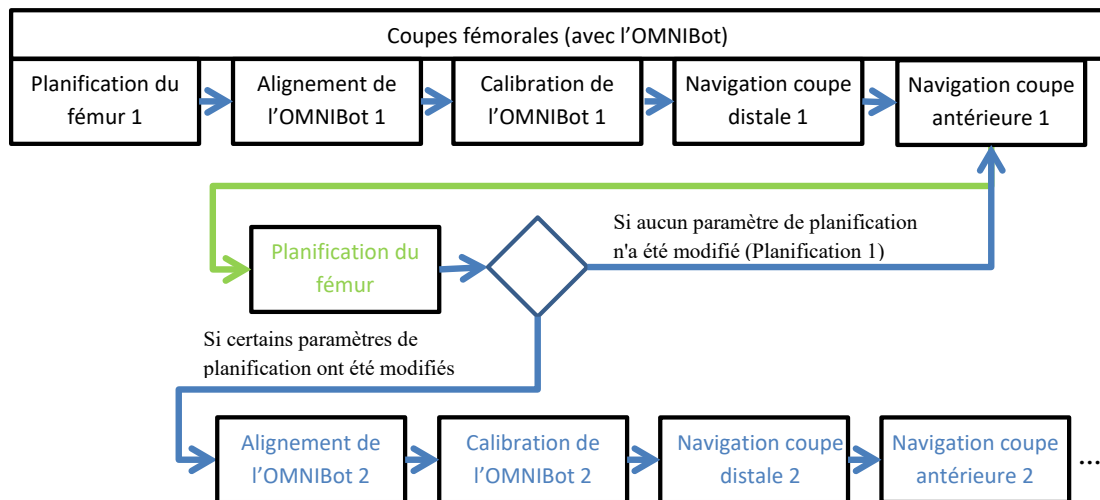 Coupes fémorales (avec l’OMNIBot)
Planification du
fémur 1
Alignement de
l’OMNIBot 1
Calibration de
l’OMNIBot 1
Navigation coupe
distale 1
Navigation coupe
antérieure 1
Planification du
fémur
Si aucun paramètre de planification
n'a été modifié (Planification 1)
Si certains paramètres de
planification ont été modifiés
Alignement de
l’OMNIBot 2
Calibration de
l’OMNIBot 2
Navigation coupe
distale 2
Navigation coupe
antérieure 2
...